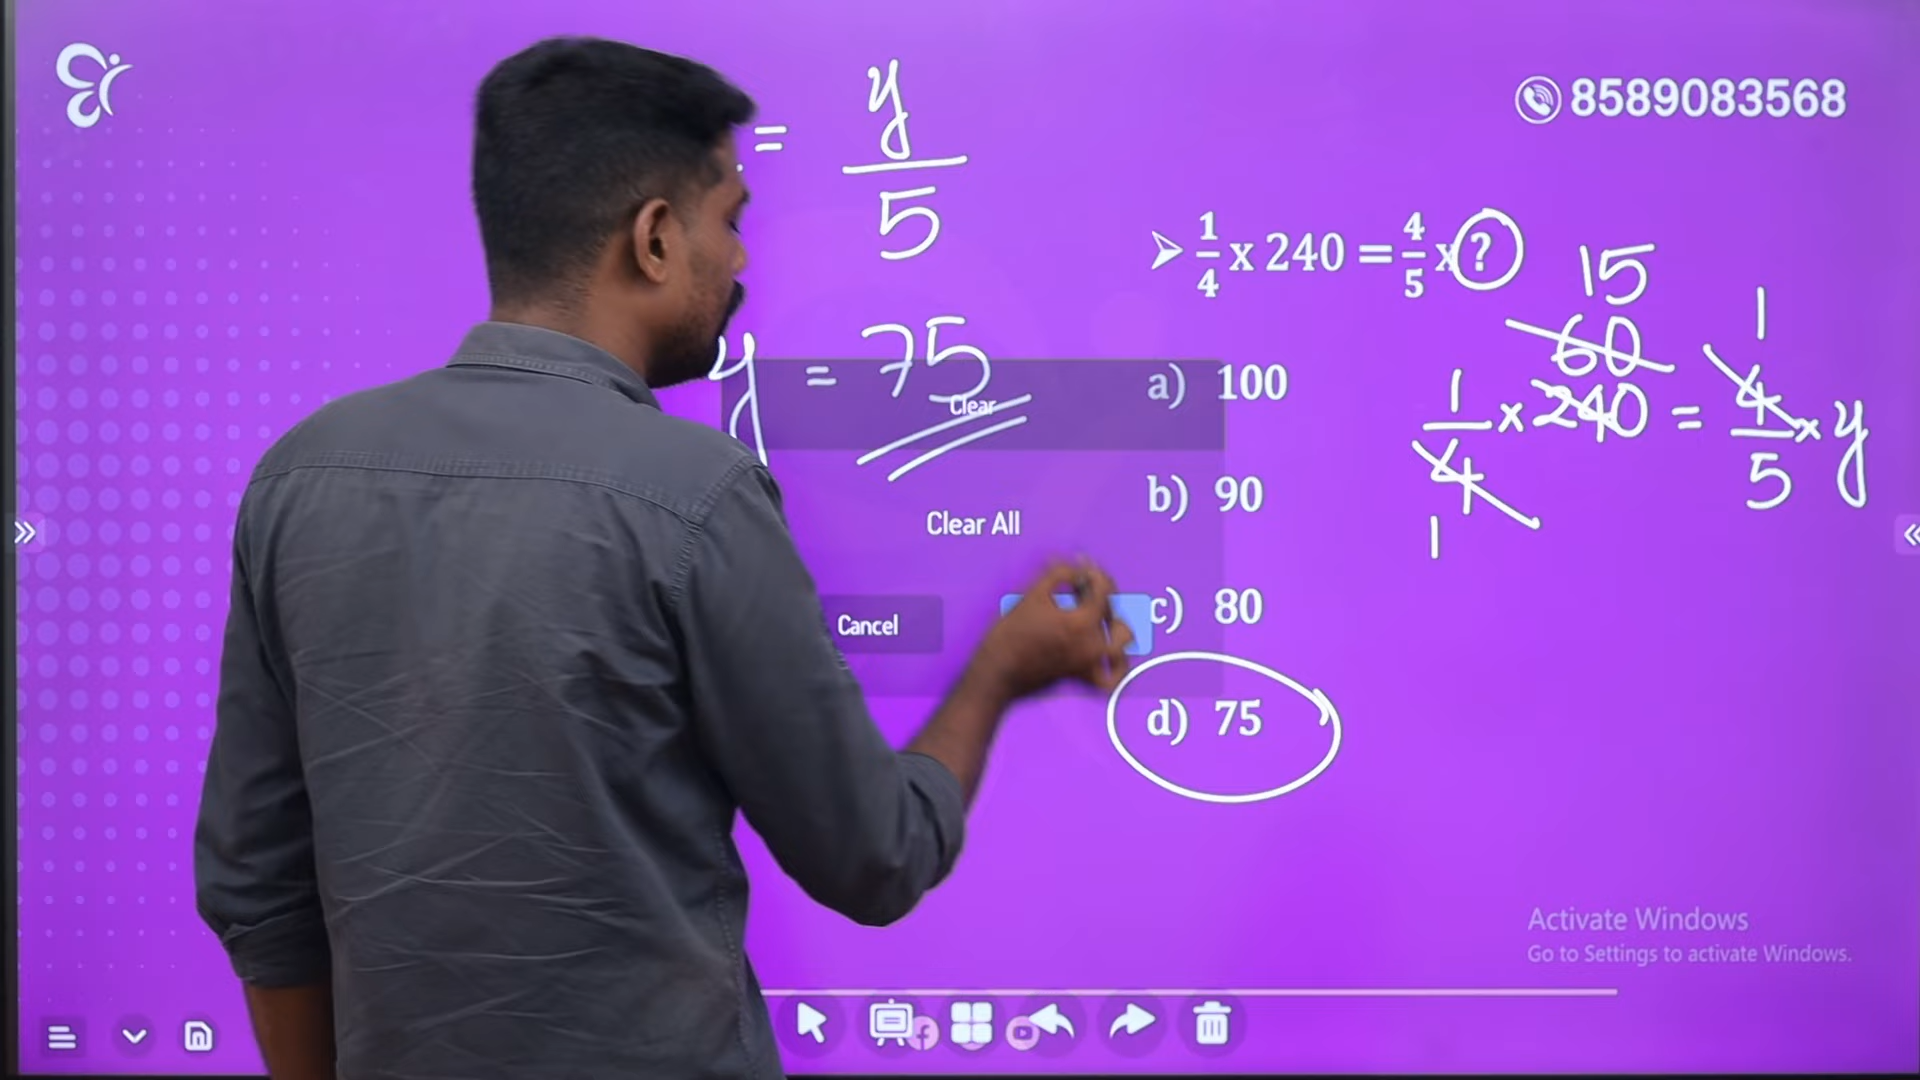 8589083568
= y/5
y = 75
➤ 1/4 x 240 = 4/5 x ?
a) 100
b) 90
c) 80
d) 75
15
60 1
1/4 × 240 = 4/5 × y
1
Clear
Clear All
Cancel
Activate Windows
Go to Settings to activate Windows.